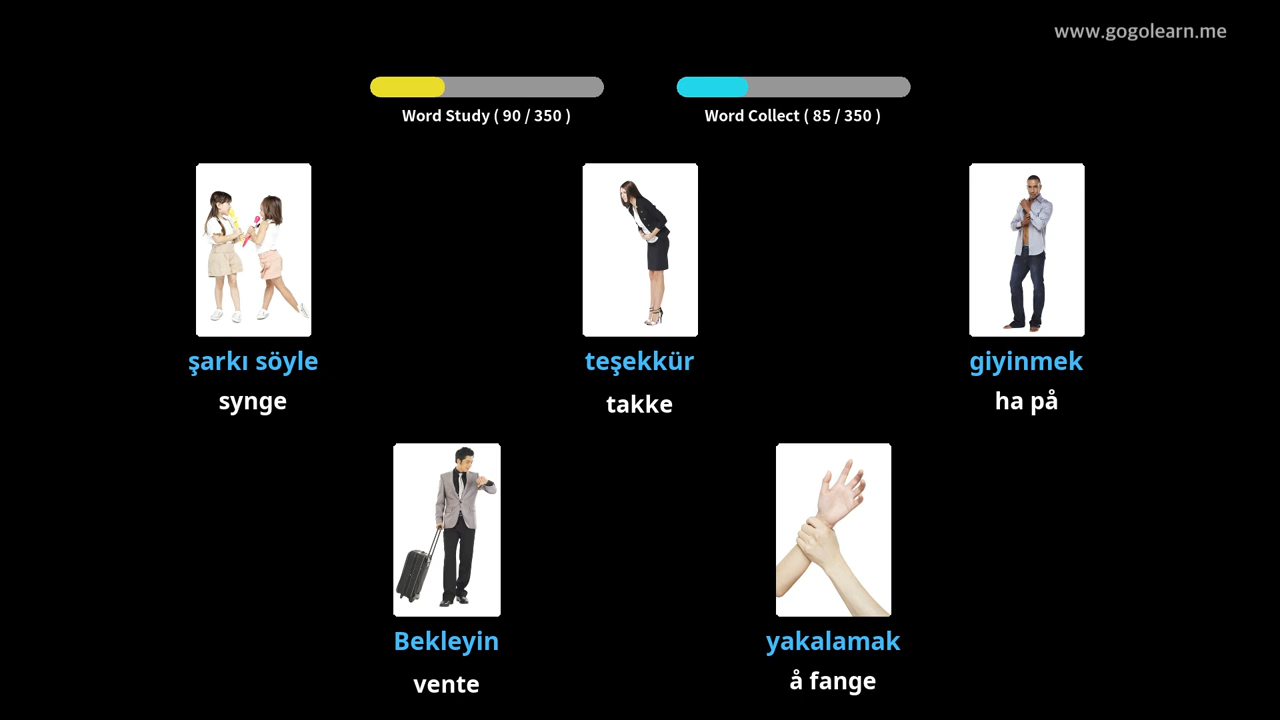 www.gogolearn.me
Word Study ( 90 / 350 )
Word Collect ( 85 / 350 )
şarkı söyle
synge
teşekkür
takke
giyinmek
ha på
Bekleyin
vente
yakalamak
å fange